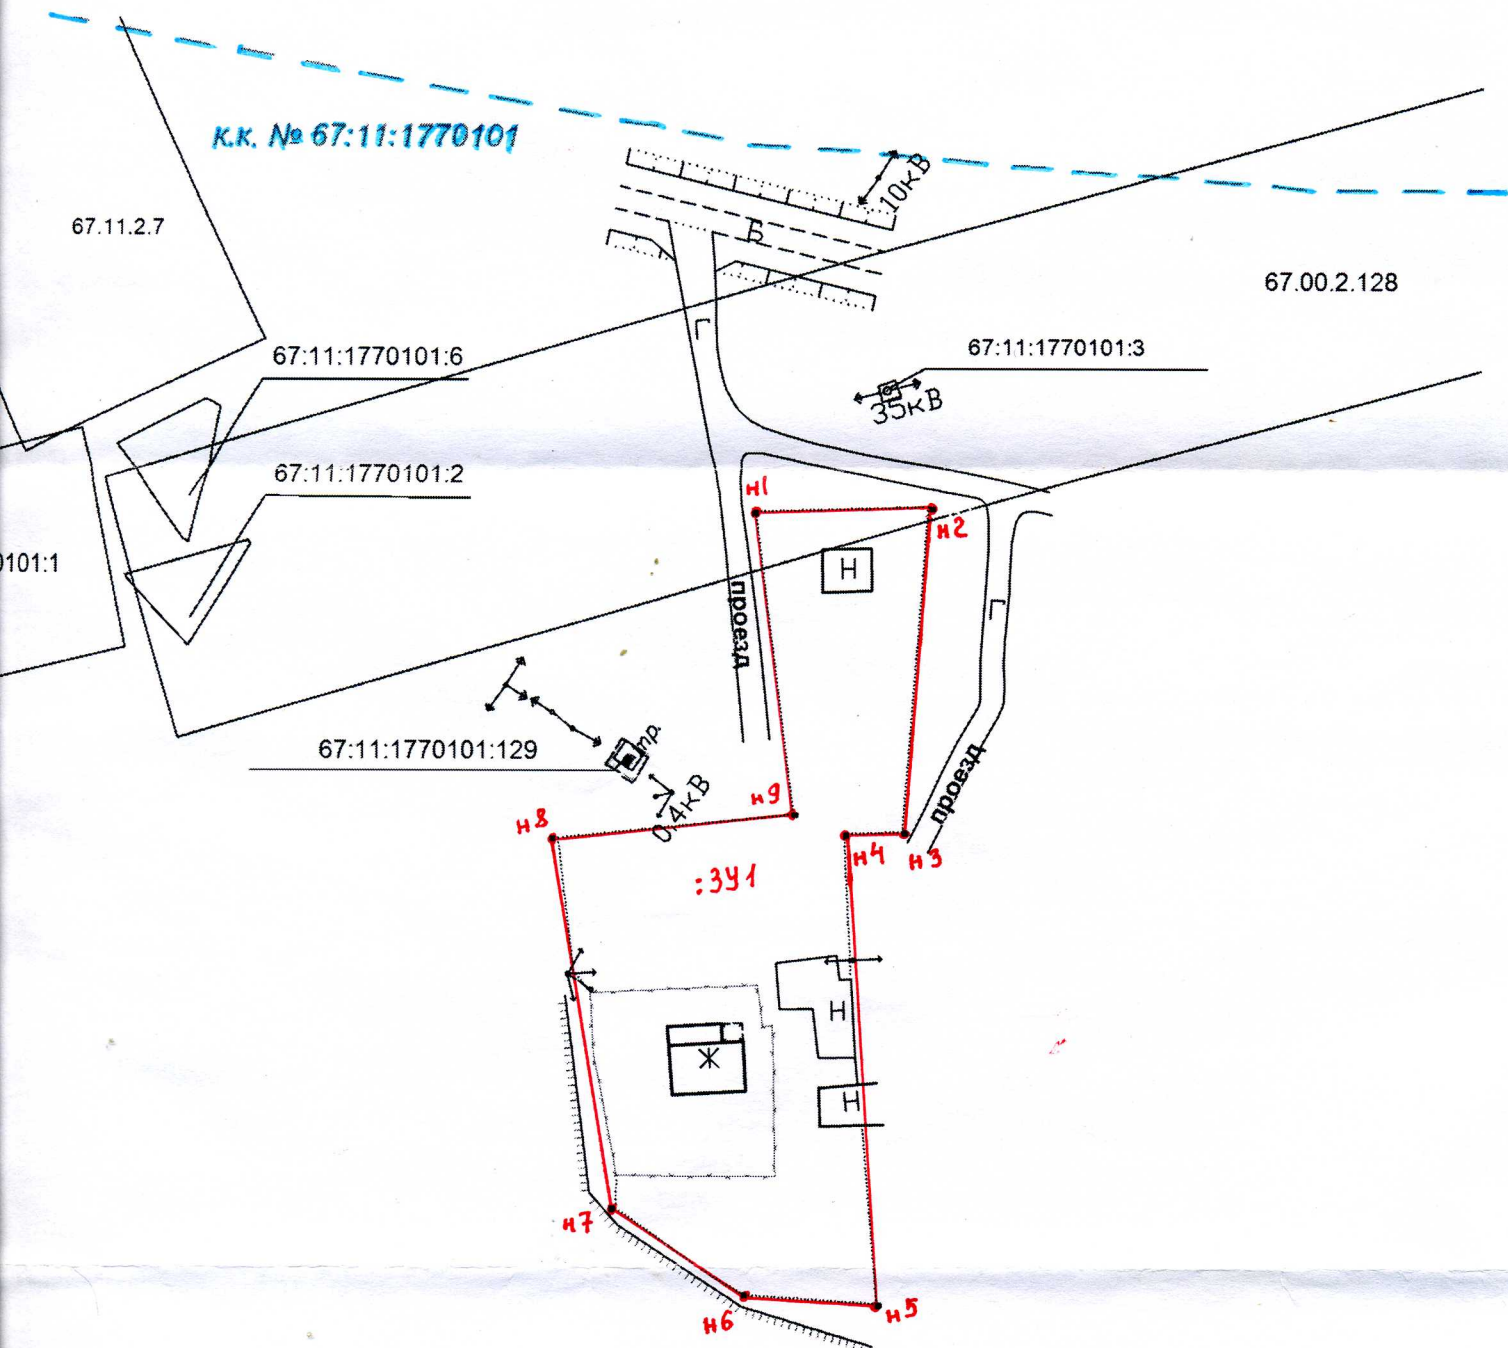 К.К. № 67:11:1770101
10кВ
67.11.2.7
Б
67.00.2.128
Г
67:11:1770101:3
67:11:1770101:6
35кВ
67:11:1770101:2
н1
н2
0101:1
Н
проезд
Г
тр.
67:11:1770101:129
проезд
0,4кВ
н9
н8
н4
н3
:ЗУ1
Н
Ж
Н
н7
н6
н5